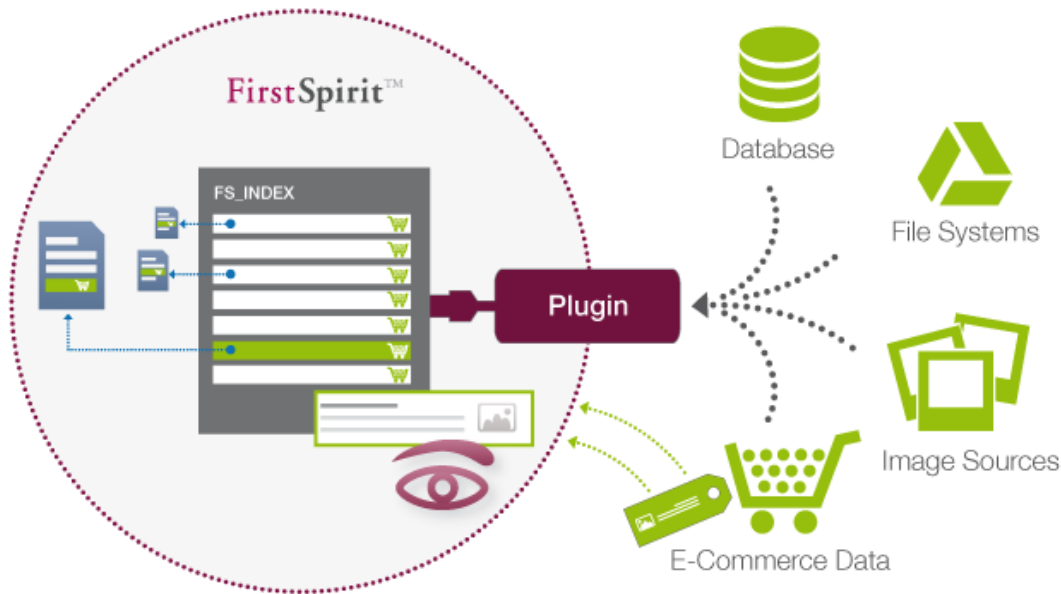 FirstSpirit™
FS_INDEX
Plugin
Database
File Systems
Image Sources
E-Commerce Data